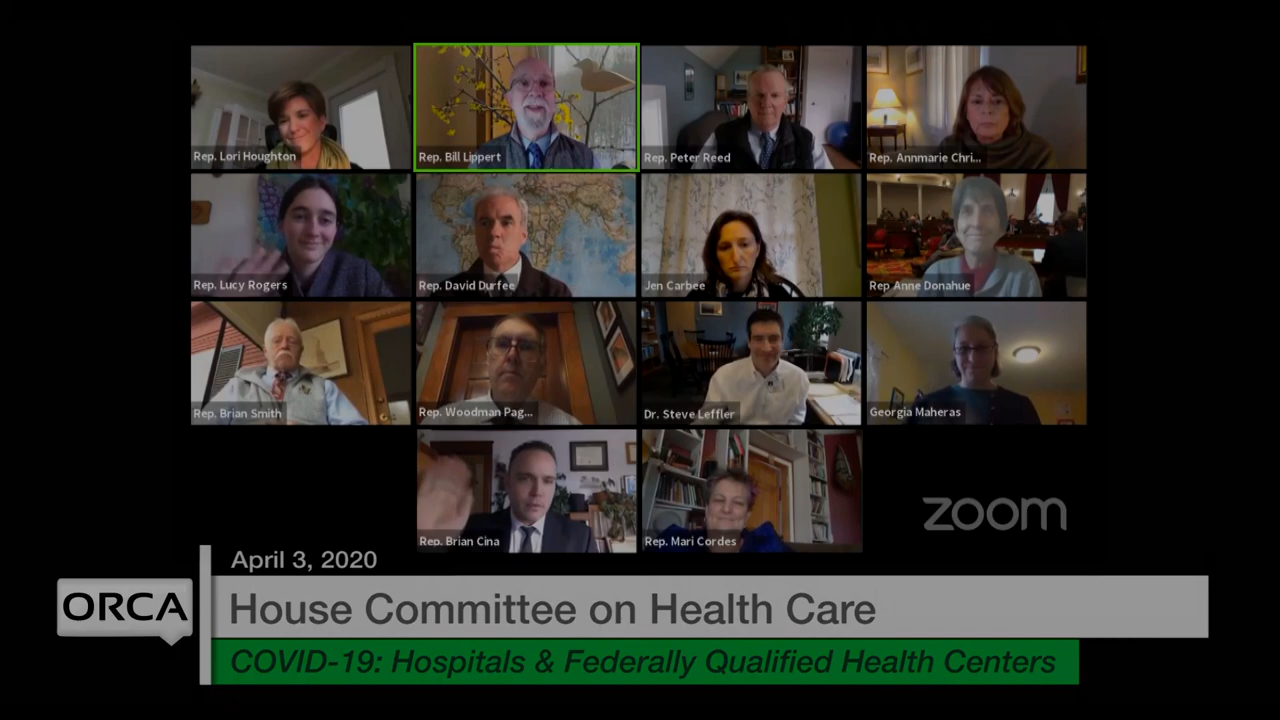 Rep. Lori Houghton
Rep. Bill Lippert
Rep. Peter Reed
Rep. Annmarie Chri...
Rep. Lucy Rogers
Rep. David Durfee
Jen Carbee
Rep Anne Donahue
Rep. Brian Smith
Rep. Woodman Pag...
Dr. Steve Leffler
Georgia Maheras
Rep. Brian Cina
Rep. Mari Cordes
zoom
April 3, 2020
ORCA
House Committee on Health Care
COVID-19: Hospitals & Federally Qualified Health Centers